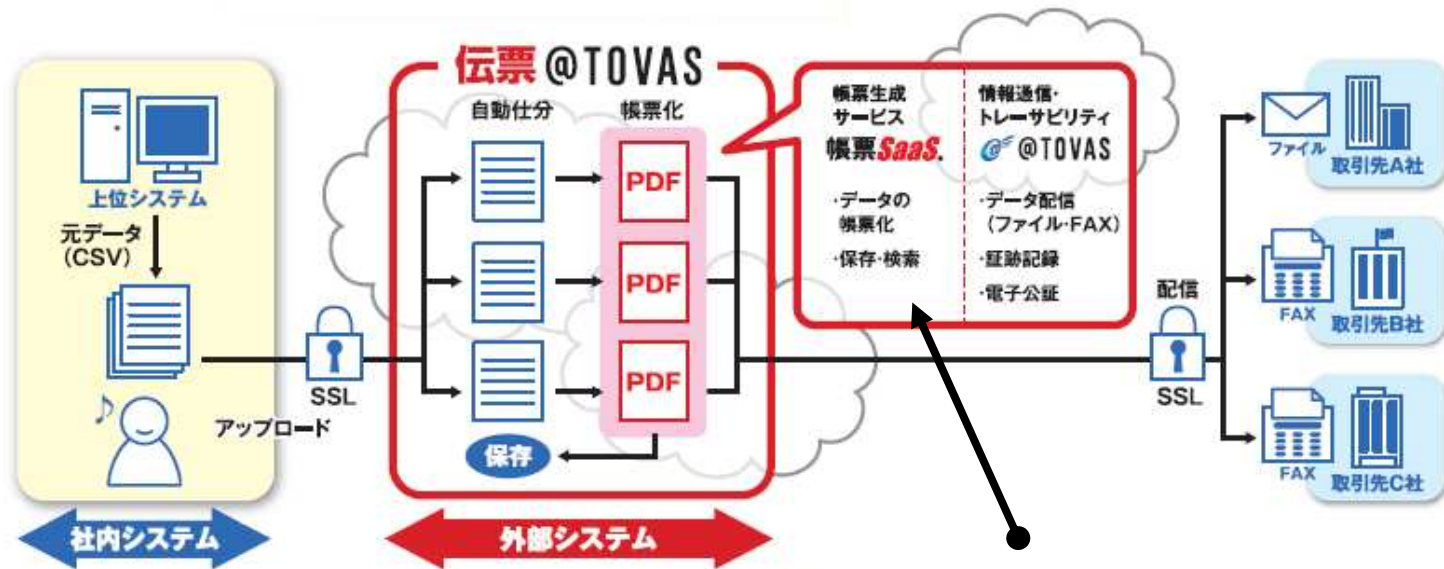 伝票@TOVAS
自動仕分
帳票化
上位システム
元データ
(CSV)
アップロード
SSL
PDF
PDF
PDF
保存
帳票生成
サービス
帳票SaaS.
・データの
帳票化
・保存・検索
情報通信・
トレーサビリティ
@TOVAS
・データ配信
(ファイル・FAX)
・証跡記録
・電子公証
配信
SSL
ファイル
取引先A社
FAX
取引先B社
FAX
取引先C社
社内システム
外部システム